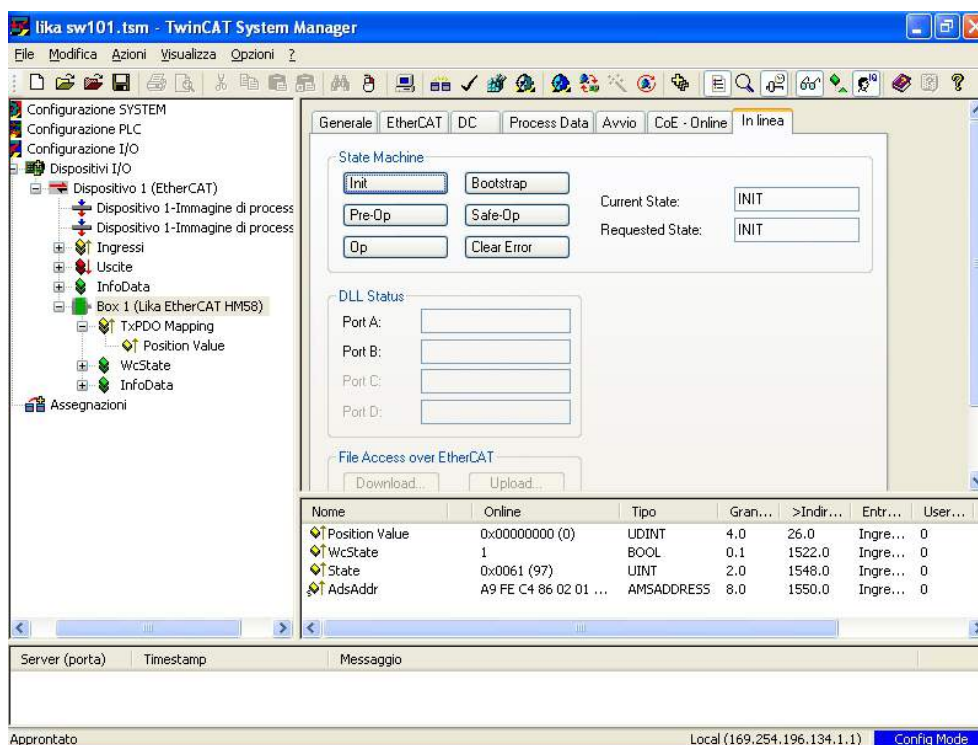 lika sw101.tsm - TwinCAT System Manager
File Modifica Azioni Visualizza Opzioni ?
Configurazione SYSTEM
Configurazione PLC
Configurazione I/O
Dispositivi I/O
Dispositivo 1 (EtherCAT)
Dispositivo 1-Immagine di process
Dispositivo 1-Immagine di process
Ingressi
Uscite
InfoData
Box 1 (Lika EtherCAT HM58)
TxPDO Mapping
Position Value
WcState
InfoData
Assegnazioni
Generale EtherCAT DC Process Data Avvio CoE - Online In linea
State Machine
Init Bootstrap
Pre-Op Safe-Op
Op Clear Error
Current State: INIT
Requested State: INIT
DLL Status
Port A:
Port B:
Port C:
Port D:
File Access over EtherCAT
Download... Upload...
Nome Online Tipo Gran... >Indir... Entr... User...
Position Value 0x00000000 (0) UDINT 4.0 26.0 Ingre... 0
WcState 1 BOOL 0.1 1522.0 Ingre... 0
State 0x0061 (97) UINT 2.0 1548.0 Ingre... 0
AdsAddr A9 FE C4 86 02 01 ... AMSADDRESS 8.0 1550.0 Ingre... 0
Server (porta) Timestamp Messaggio
Approntato Local (169.254.196.134.1.1) Config Mode